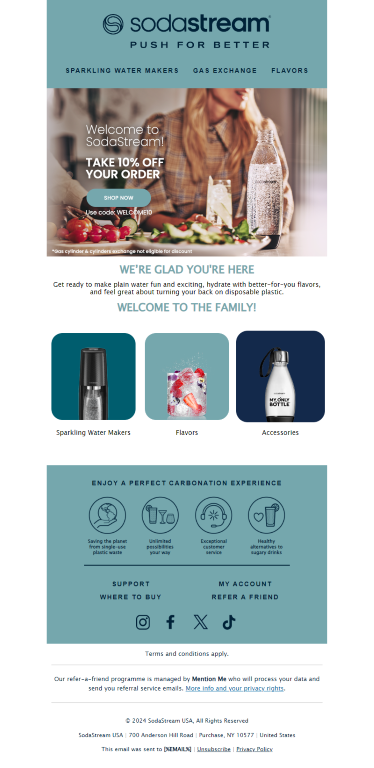 sodastream
PUSH FOR BETTER
SPARKLING WATER MAKERS GAS EXCHANGE FLAVORS
Welcome to
SodaStream!
TAKE 10% OFF
YOUR ORDER
SHOP NOW
Use code: WELCOME10
*Gas cylinder & cylinders exchange not eligible for discount
WE'RE GLAD YOU'RE HERE
Get ready to make plain water fun and exciting, hydrate with better-for-you flavors,
and feel great about turning your back on disposable plastic.
WELCOME TO THE FAMILY!
MY ONLY
BOTTLE
Sparkling Water Makers
Flavors
Accessories
ENJOY A PERFECT CARBONATION EXPERIENCE
Saving the planet
from single-use
plastic waste
Unlimited
possibilities
your way
Exceptional
customer
service
Healthy
alternatives to
sugary drinks
SUPPORT MY ACCOUNT
WHERE TO BUY REFER A FRIEND
Terms and conditions apply.
Our refer-a-friend programme is managed by Mention Me who will process your data and
send you referral service emails. More info and your privacy rights.
© 2024 SodaStream USA, All Rights Reserved
SodaStream USA | 700 Anderson Hill Road | Purchase, NY 10577 | United States
This email was sent to [%EMAIL%] | Unsubscribe | Privacy Policy